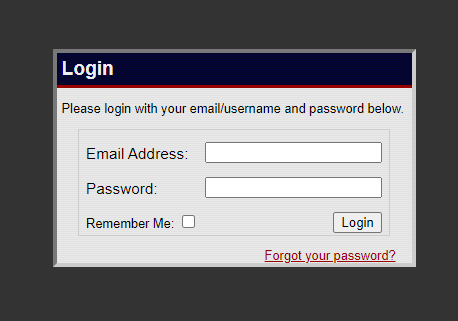 Login
Please login with your email/username and password below.
Email Address:
Password:
Remember Me:
Login
Forgot your password?